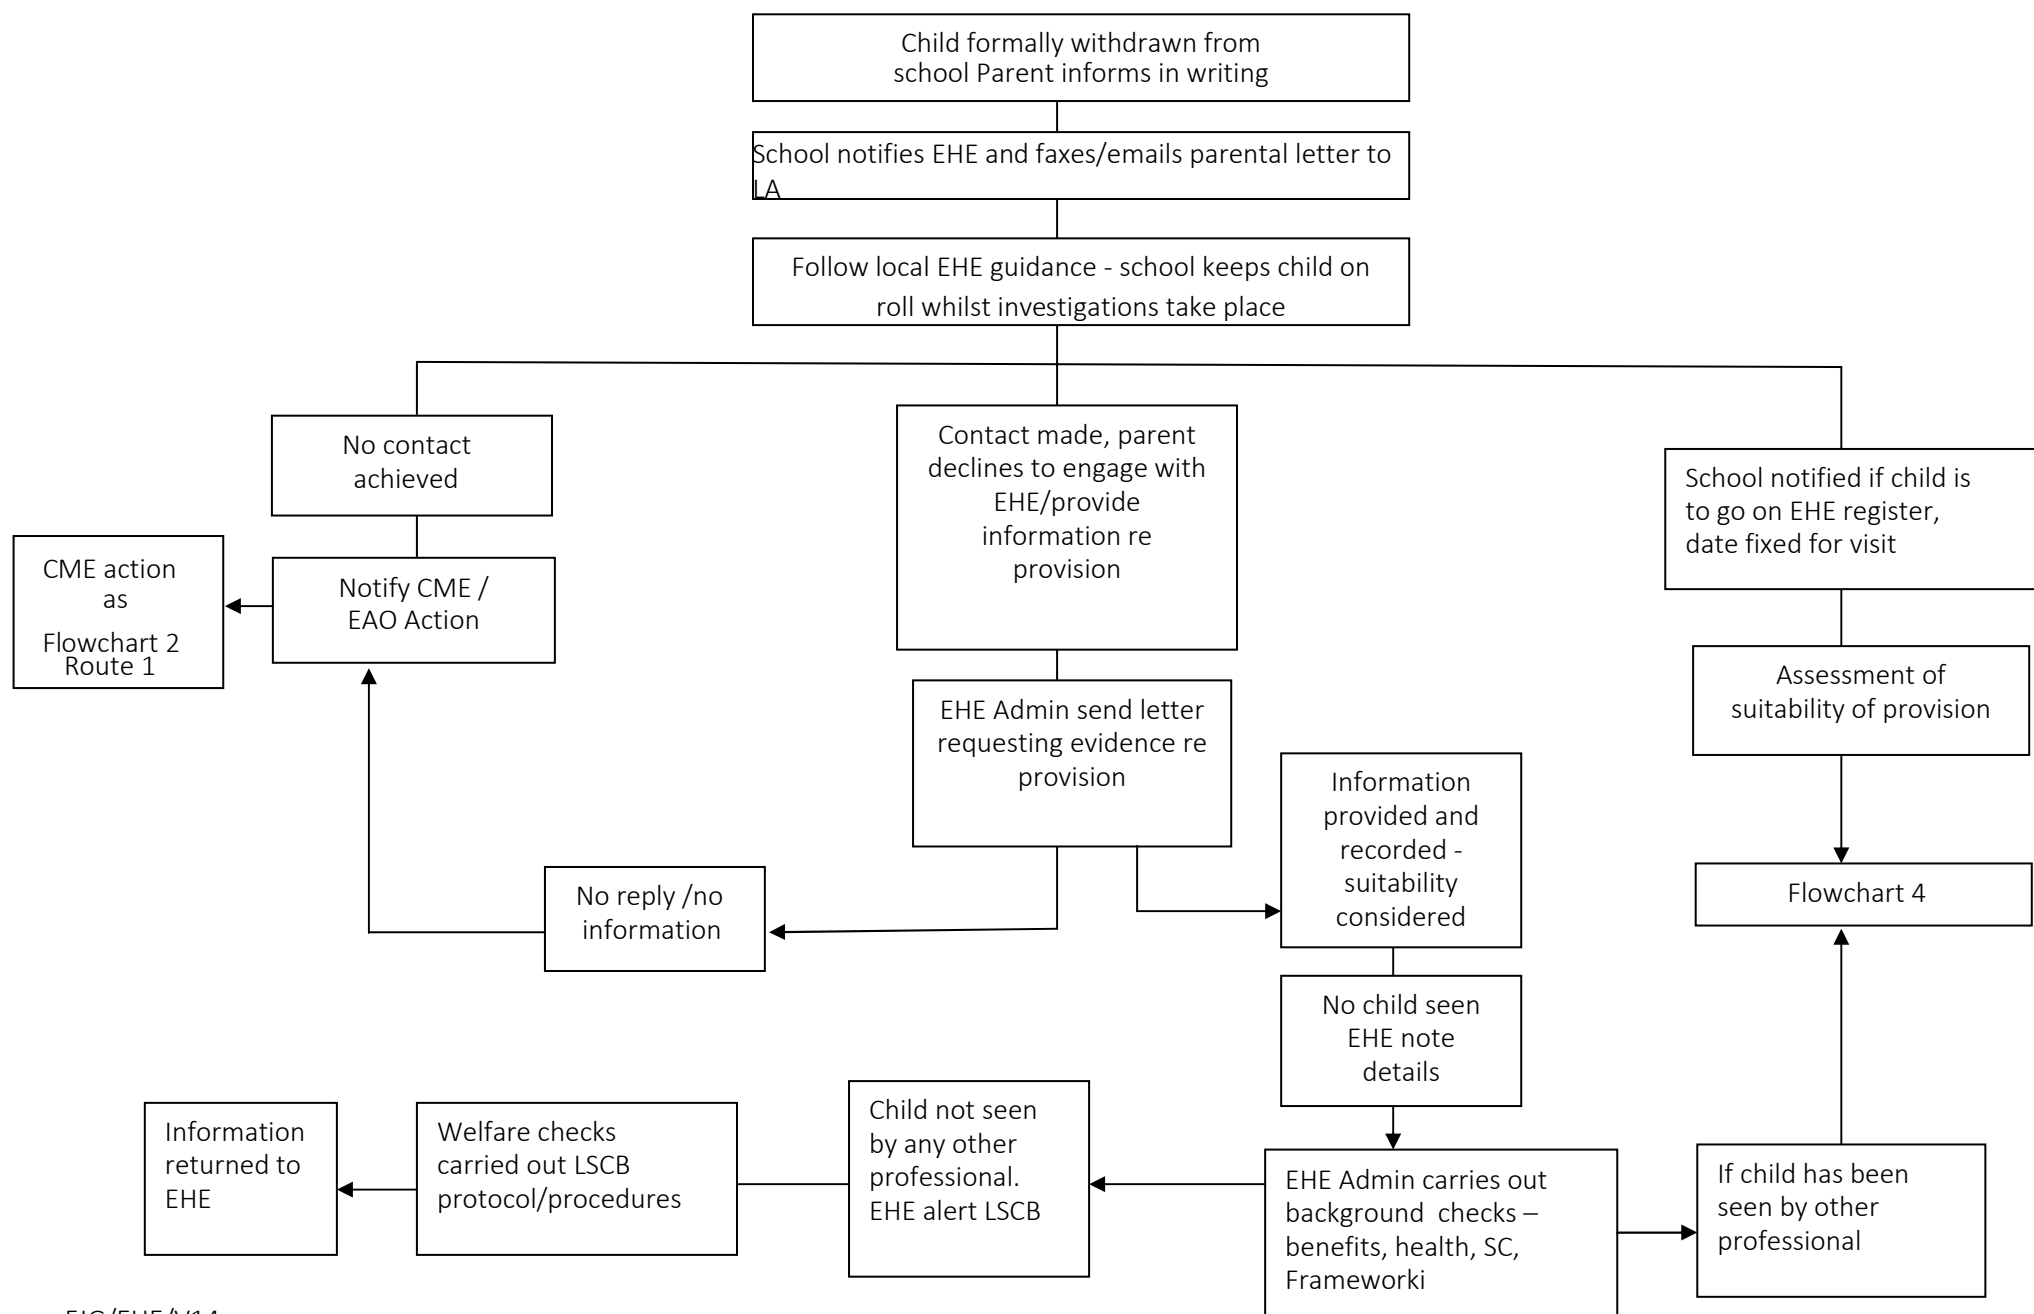 Child formally withdrawn from
school Parent informs in writing
School notifies EHE and faxes/emails parental letter to
LA
Follow local EHE guidance - school keeps child on
roll whilst investigations take place
No contact
achieved
Contact made, parent
declines to engage with
EHE/provide
information re
provision
School notified if child is
to go on EHE register,
date fixed for visit
CME action
as
Flowchart 2
Route 1
Notify CME /
EAO Action
Assessment of
suitability of provision
EHE Admin send letter
requesting evidence re
provision
Information
provided and
recorded -
suitability
considered
No reply /no
information
Flowchart 4
No child seen
EHE note
details
Information
returned to
EHE
Welfare checks
carried out LSCB
protocol/procedures
Child not seen
by any other
professional.
EHE alert LSCB
EHE Admin carries out
background checks –
benefits, health, SC,
Frameworki
If child has been
seen by other
professional